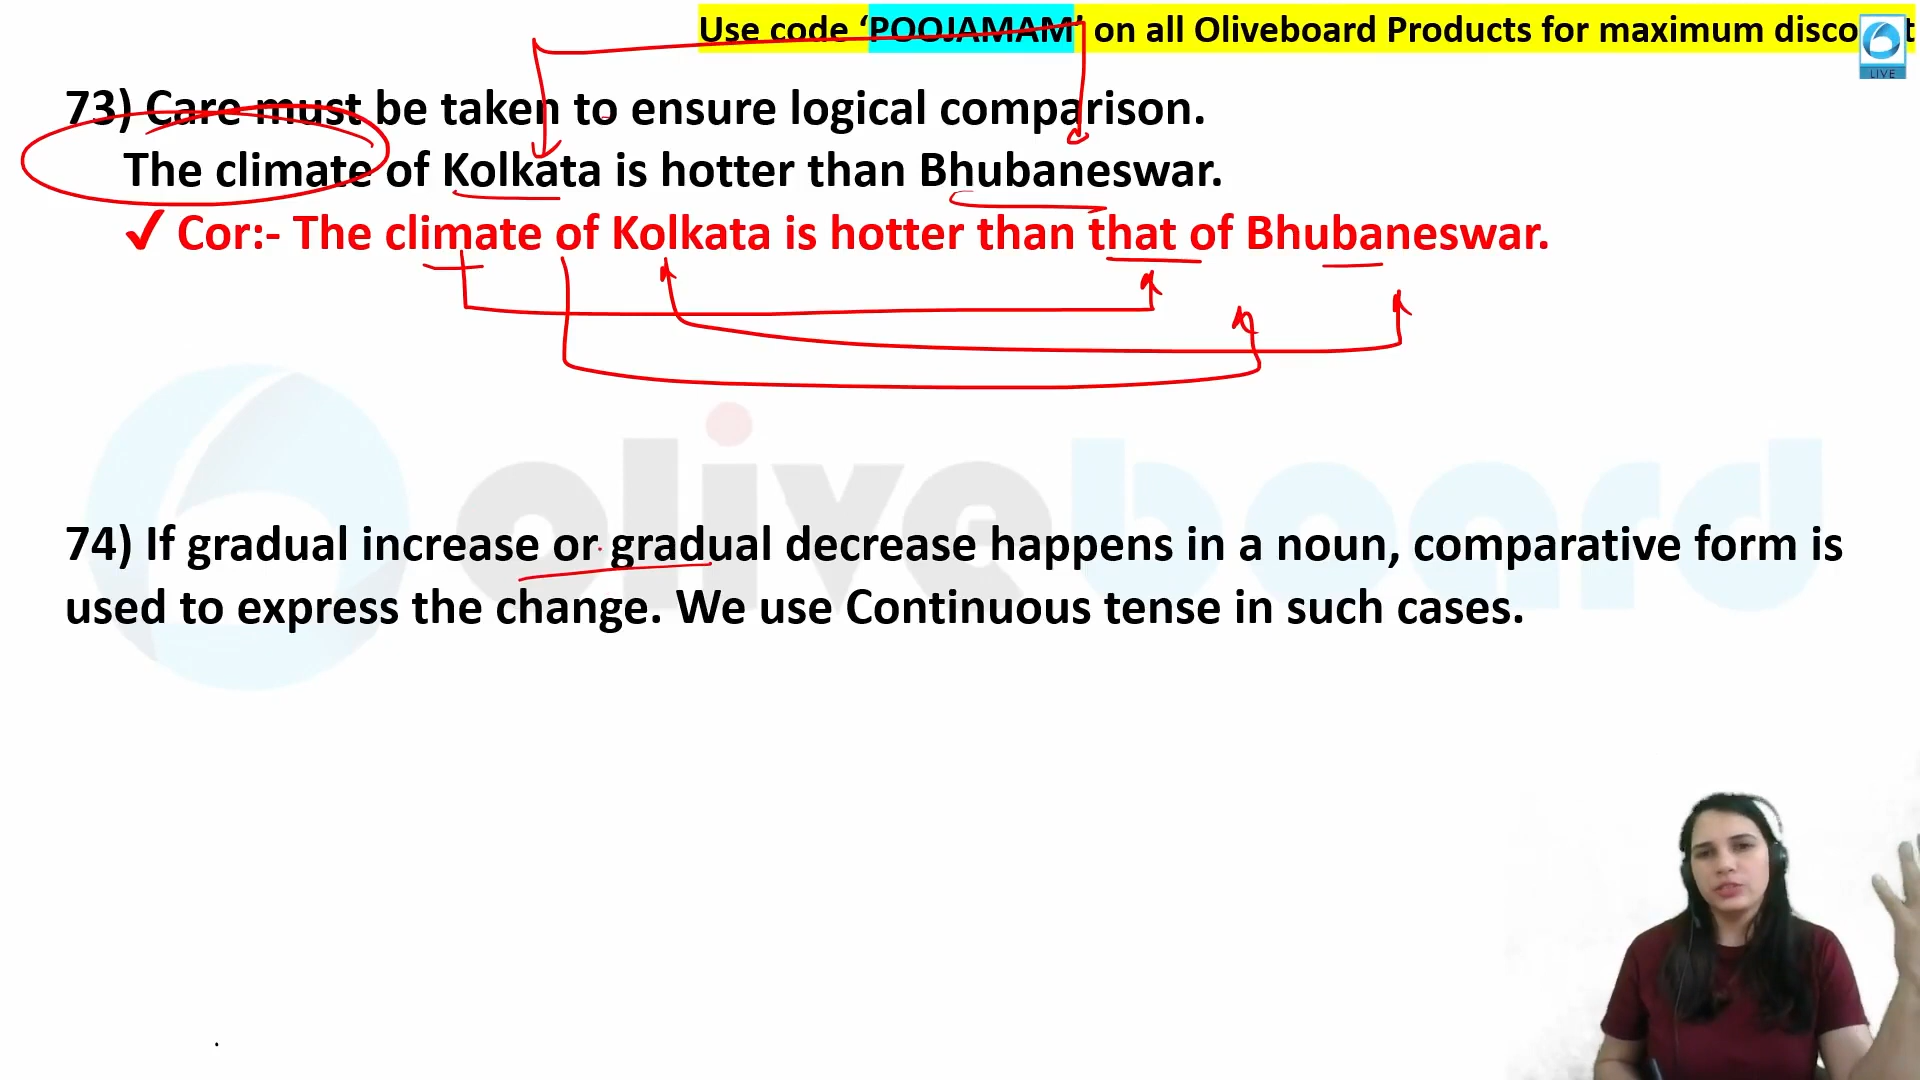 Use code ‘POOJAMAM’ on all Oliveboard Products for maximum
LIVE
73) Care must be taken to ensure logical comparison.
The climate of Kolkata is hotter than Bhubaneswar.
✓ Cor:- The climate of Kolkata is hotter than that of Bhubaneswar.
oliveboard
74) If gradual increase or gradual decrease happens in a noun, comparative form is
used to express the change. We use Continuous tense in such cases.